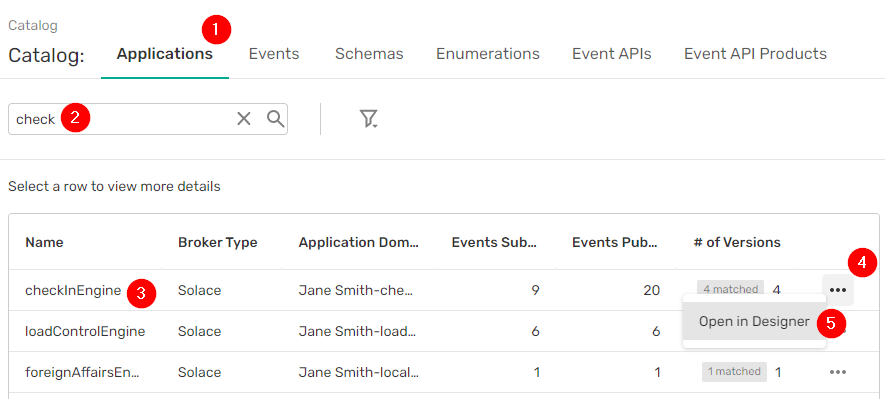 Catalog
Catalog: Applications Events Schemas Enumerations Event APIs Event API Products
1
check 2
Select a row to view more details
Name Broker Type Application Dom... Events Sub... Events Pub... # of Versions
4
checkInEngine 3 Solace Jane Smith-che... 9 20 4 matched 4
Open in Designer 5
loadControlEngine Solace Jane Smith-load... 6 6
foreignAffairsEn... Solace Jane Smith-local... 1 1 1 matched 1